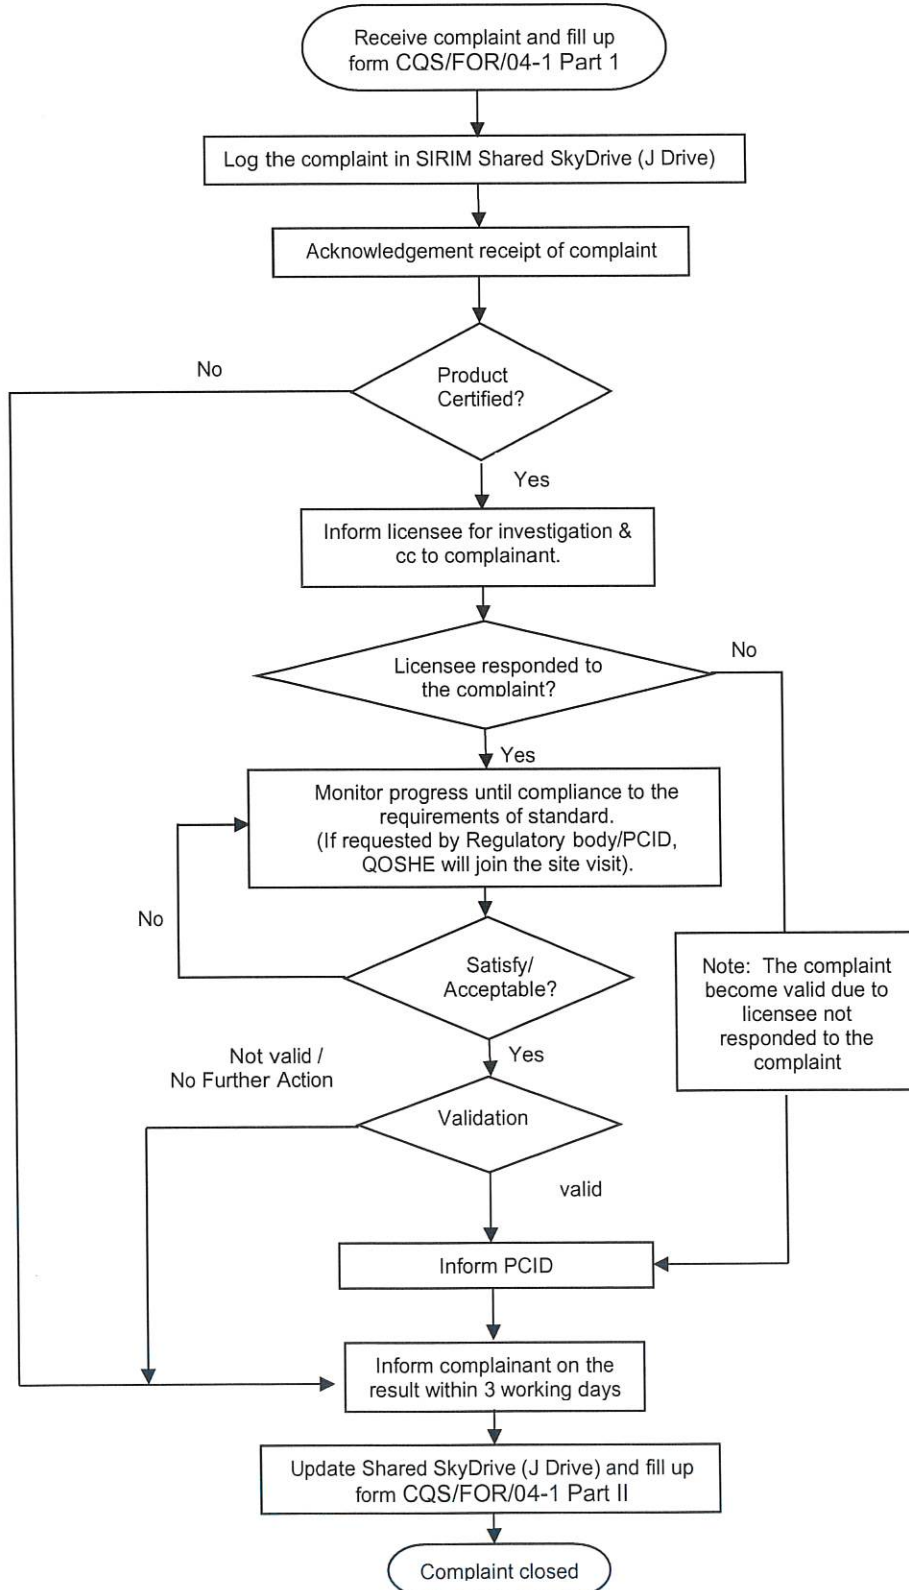 Receive complaint and fill up
form CQS/FOR/04-1 Part 1
Log the complaint in SIRIM Shared SkyDrive (J Drive)
Acknowledgement receipt of complaint
No
Product
Certified?
Yes
Inform licensee for investigation &
cc to complainant.
Licensee responded to
the complaint?
No
Yes
Monitor progress until compliance to the
requirements of standard.
(If requested by Regulatory body/PCID,
QOSHE will join the site visit).
No
Satisfy/
Acceptable?
Note: The complaint
become valid due to
licensee not
responded to the
complaint
Yes
Not valid /
No Further Action
Validation
valid
Inform PCID
Inform complainant on the
result within 3 working days
Update Shared SkyDrive (J Drive) and fill up
form CQS/FOR/04-1 Part II
Complaint closed